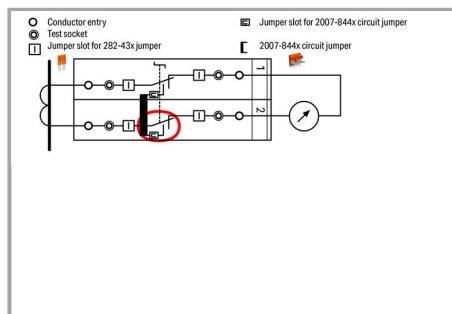 Conductor entry
Test socket
Jumper slot for 282-43x jumper
Jumper slot for 2007-844x circuit jumper
2007-844x circuit jumper
1
2